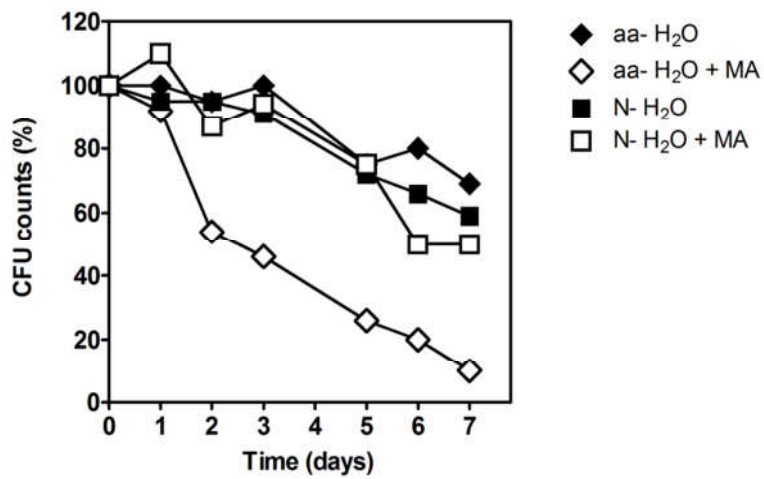 120
100
80
60
40
20
0
CFU counts (%)
0 1 2 3 4 5 6 7
Time (days)
aa- H₂O
aa- H₂O + MA
N- H₂O
N- H₂O + MA